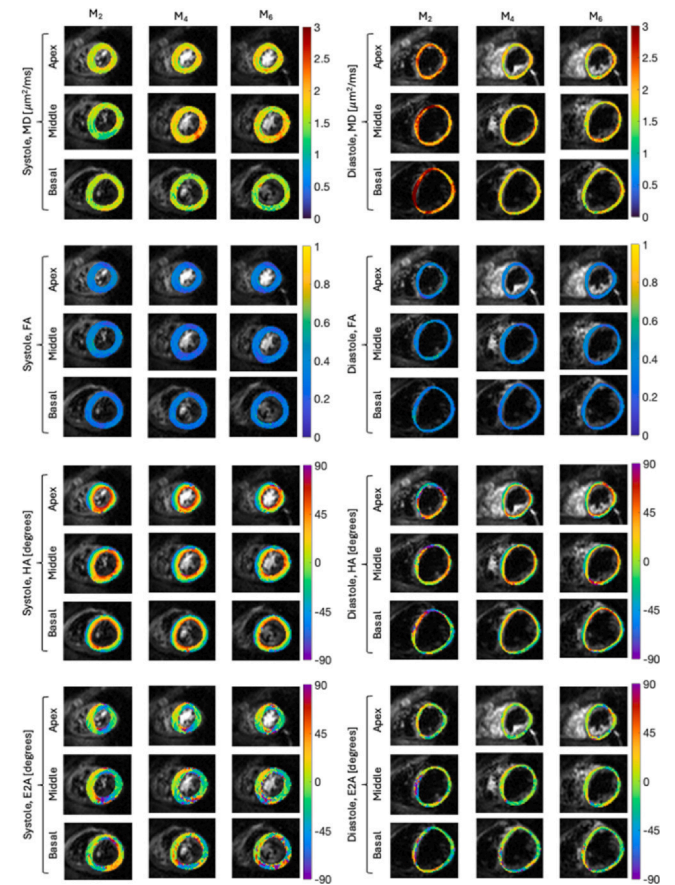 M2 M4 M6
M2 M4 M6
Systole, MD [µm²/ms]
Apex
Middle
Basal
3
2.5
2
1.5
1
0.5
0
Diastole, MD [µm²/ms]
Apex
Middle
Basal
3
2.5
2
1.5
1
0.5
0
Systole, FA
Apex
Middle
Basal
1
0.8
0.6
0.4
0.2
0
Diastole, FA
Apex
Middle
Basal
1
0.8
0.6
0.4
0.2
0
Systole, HA [degrees]
Apex
Middle
Basal
90
45
0
-45
-90
Diastole, HA [degrees]
Apex
Middle
Basal
90
45
0
-45
-90
Systole, E2A [degrees]
Apex
Middle
Basal
90
45
0
-45
-90
Diastole, E2A [degrees]
Apex
Middle
Basal
90
45
0
-45
-90